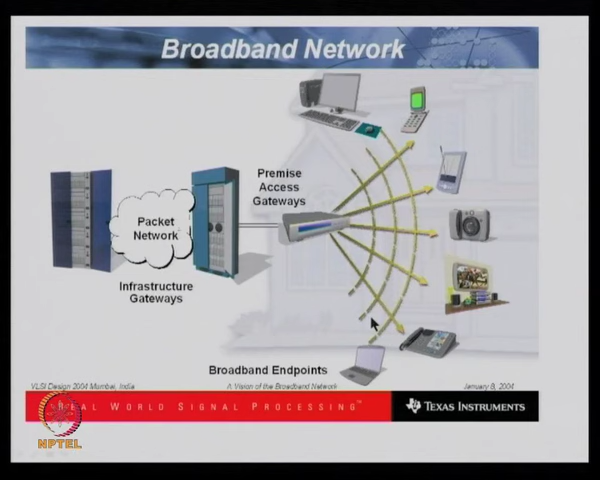 Broadband Network
Premise
Access
Gateways
Packet
Network
Infrastructure
Gateways
Broadband Endpoints
VLSI Design 2004 Mumbai, India
A Vision of the Broadband Network
January 8, 2004
REAL WORLD SIGNAL PROCESSING™
TEXAS INSTRUMENTS
NPTEL